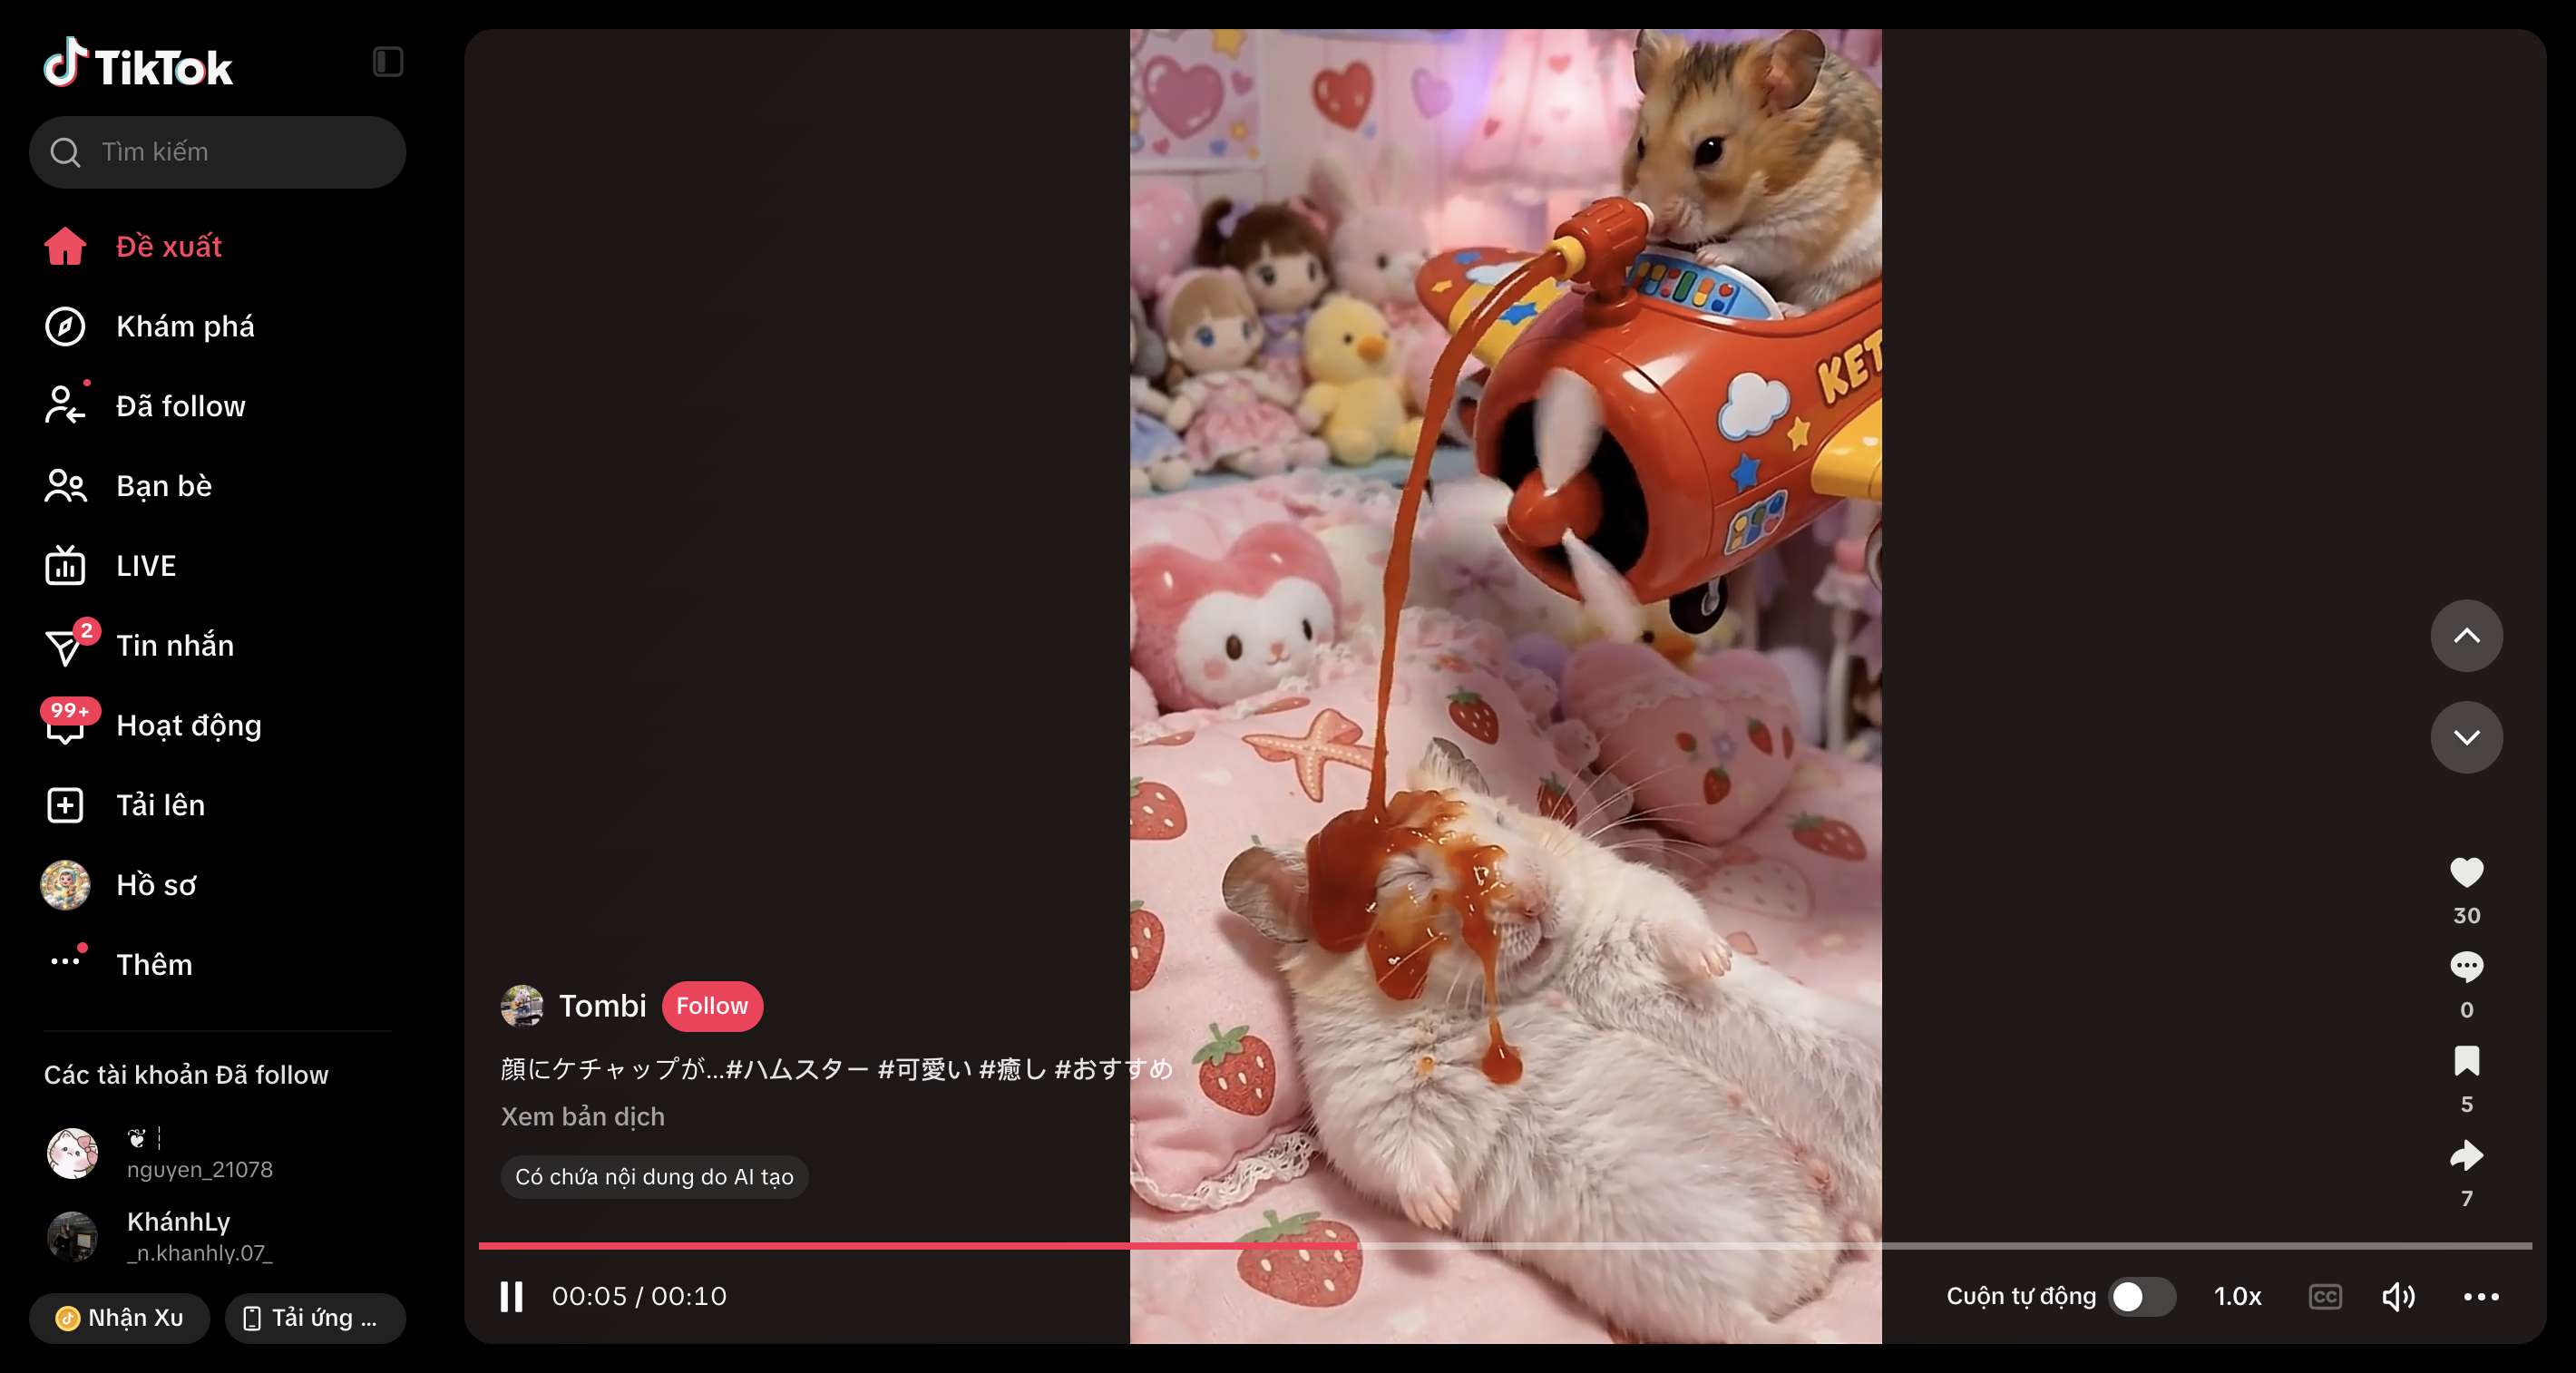 TikTok
Tìm kiếm
Đề xuất
Khám phá
Đã follow
Bạn bè
LIVE
2
Tin nhắn
99+
Hoạt động
Tải lên
Hồ sơ
Thêm
Các tài khoản Đã follow
nguyen_21078
KhánhLy
_n.khanhly.07_
Nhận Xu
Tải ứng ...
KET
Tombi
Follow
顔にケチャップが...#ハムスター #可愛い #癒し #おすすめ
Xem bản dịch
Có chứa nội dung do AI tạo
30
0
5
7
00:05 / 00:10
Cuộn tự động
1.0x
CC